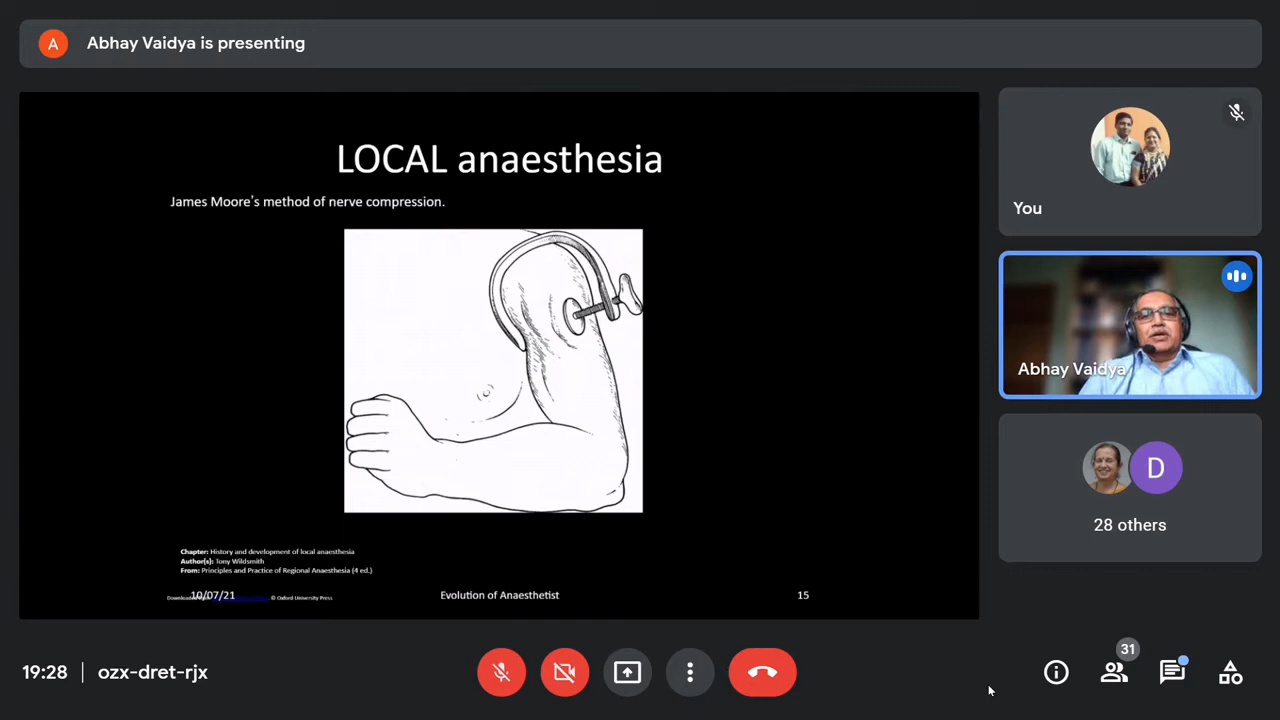 A
Abhay Vaidya is presenting
LOCAL anaesthesia
James Moore's method of nerve compression.
You
Abhay Vaidya
D
28 others
Chapter: History and development of local anaesthesia
Author(s): Tony Wildsmith
From: Principles and Practice of Regional Anaesthesia (4 ed.)
10/07/21
© Oxford University Press
Evolution of Anaesthetist
15
19:28
ozx-dret-rjx
31